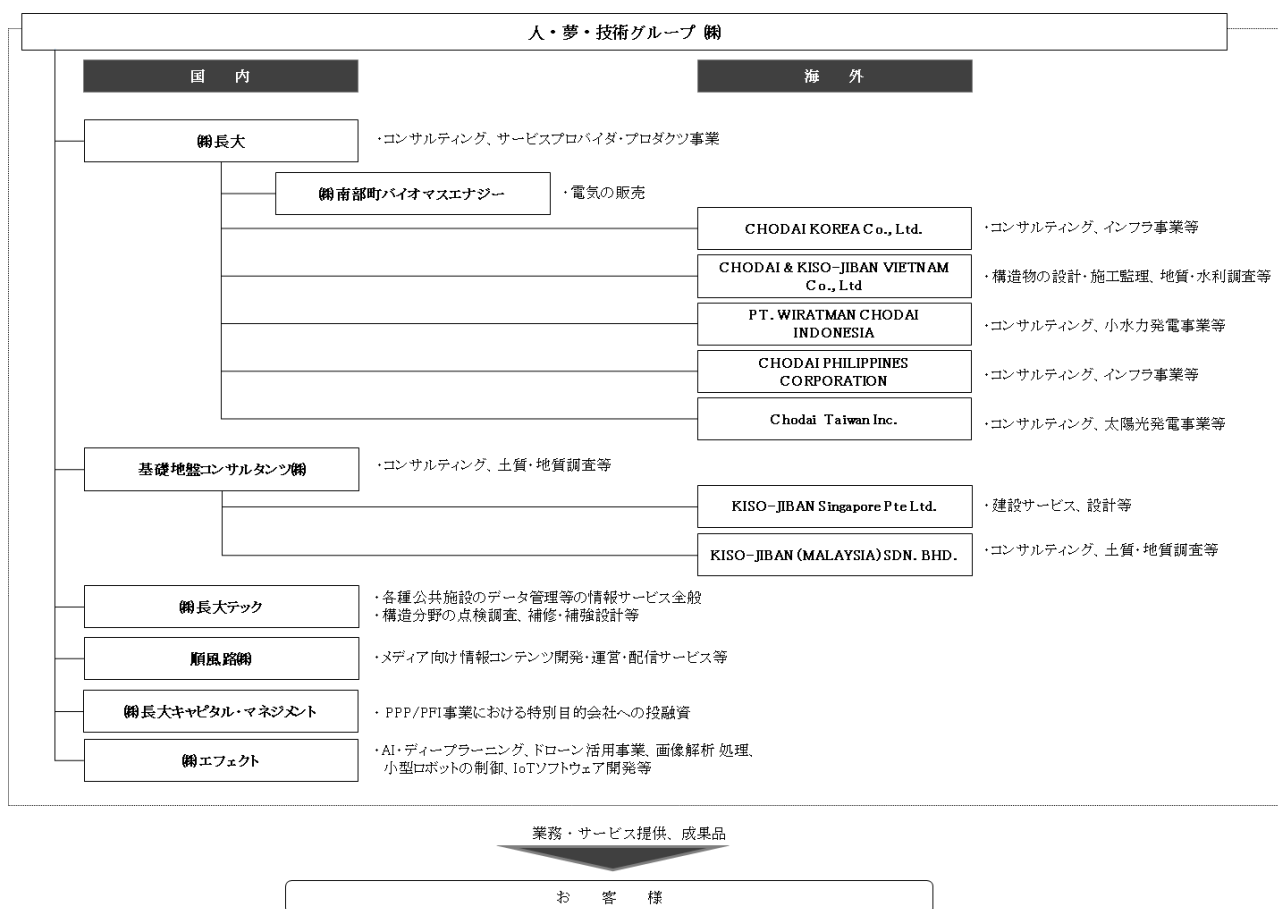 人・夢・技術グループ ㈱
国 内
海 外
㈱長大
・コンサルティング、サービスプロバイダ・プロダクツ事業
㈱南部町バイオマスエナジー
・電気の販売
CHODAI KOREA Co., Ltd.
・コンサルティング、インフラ事業等
CHODAI & KISO-JIBAN VIETNAM
Co., Ltd
・構造物の設計・施工監理、地質・水利調査等
PT. WIRATMAN CHODAI
INDONESIA
・コンサルティング、小水力発電事業等
CHODAI PHILIPPINES
CORPORATION
・コンサルティング、インフラ事業等
Chodai Taiwan Inc.
・コンサルティング、太陽光発電事業等
基礎地盤コンサルタンツ㈱
・コンサルティング、土質・地質調査等
KISO-JIBAN Singapore Pte Ltd.
・建設サービス、設計等
KISO-JIBAN (MALAYSIA) SDN. BHD.
・コンサルティング、土質・地質調査等
㈱長大テック
・各種公共施設のデータ管理等の情報サービス全般
・構造分野の点検調査、補修・補強設計等
順風路㈱
・メディア向け情報コンテンツ開発・運営・配信サービス等
㈱長大キャピタル・マネジメント
・PPP/PFI事業における特別目的会社への投融資
㈱エフェクト
・AI・ディープラーニング、ドローン活用事業、画像解析 処理、
小型ロボットの制御、IoTソフトウェア開発等
業務・サービス提供、成果品
お 客 様